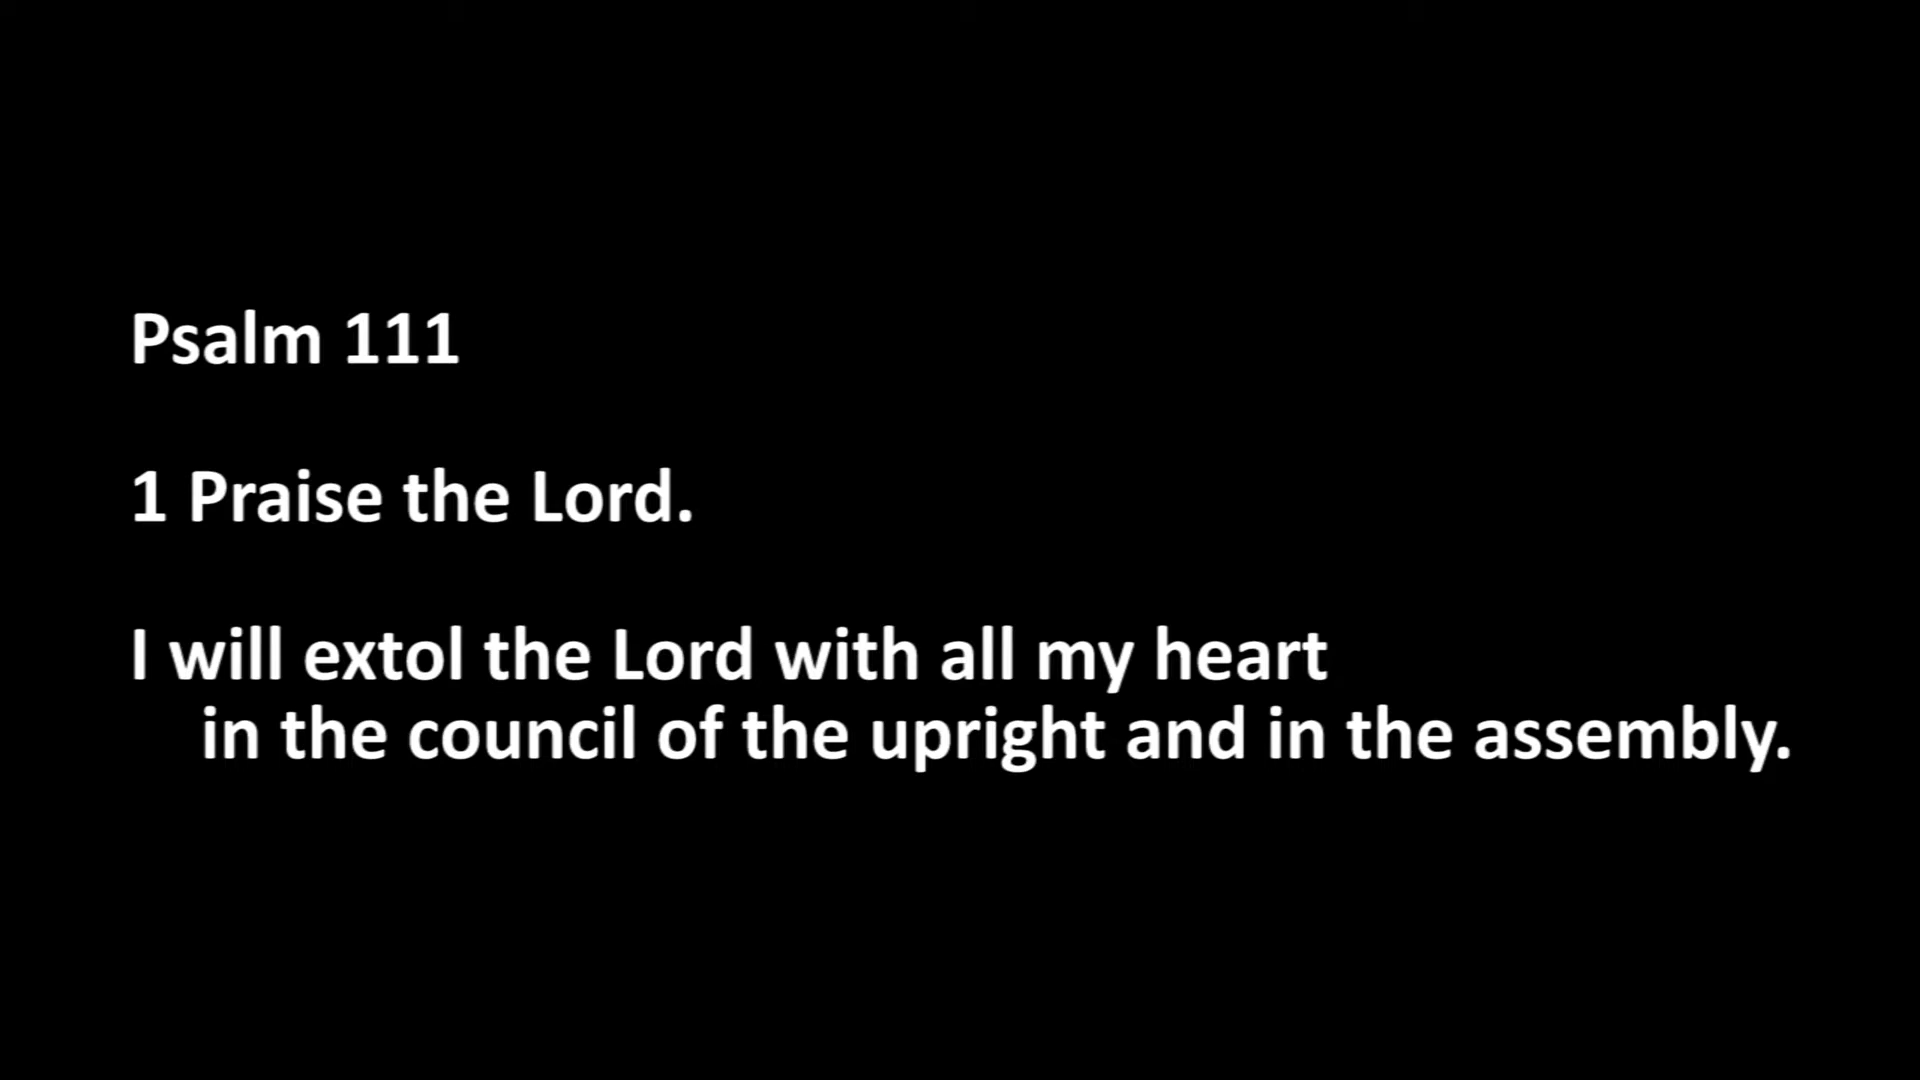 Psalm 111
1 Praise the Lord.
I will extol the Lord with all my heart
in the council of the upright and in the assembly.